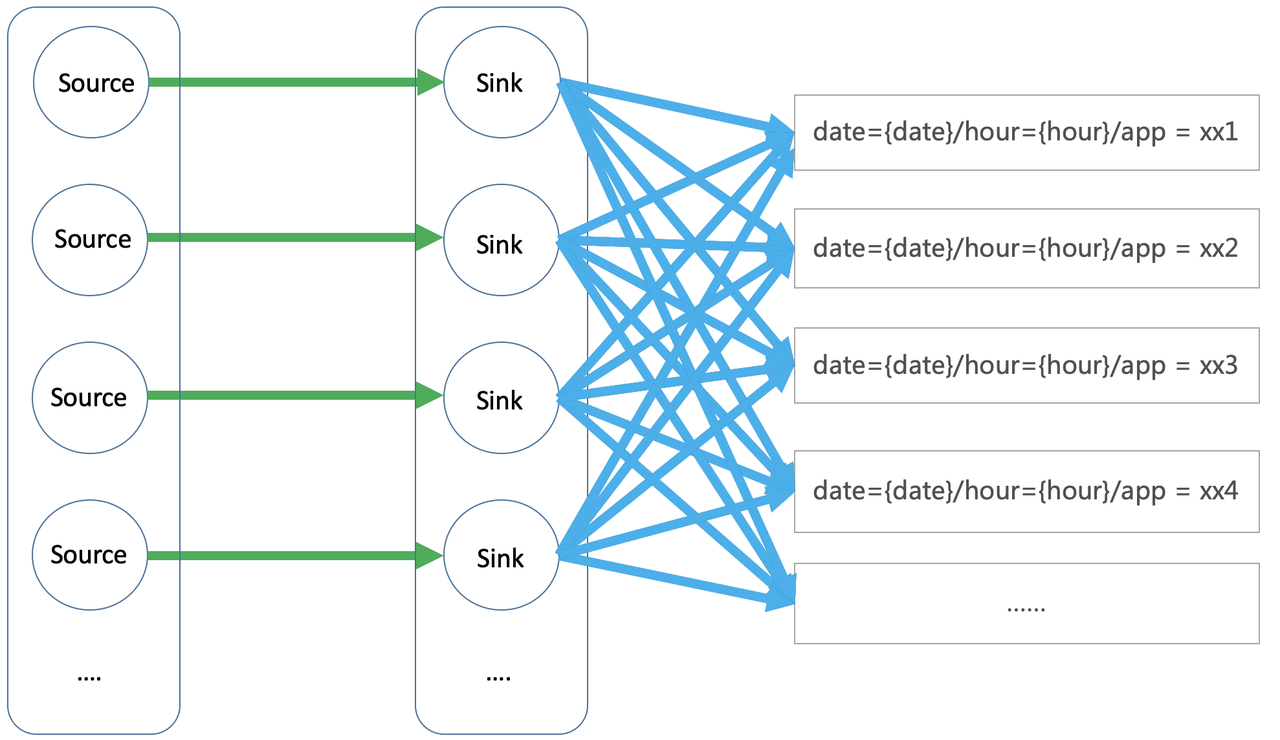 Source
Source
Source
Source
....
Sink
Sink
Sink
Sink
....
date={date}/hour={hour}/app = xx1
date={date}/hour={hour}/app = xx2
date={date}/hour={hour}/app = xx3
date={date}/hour={hour}/app = xx4
......